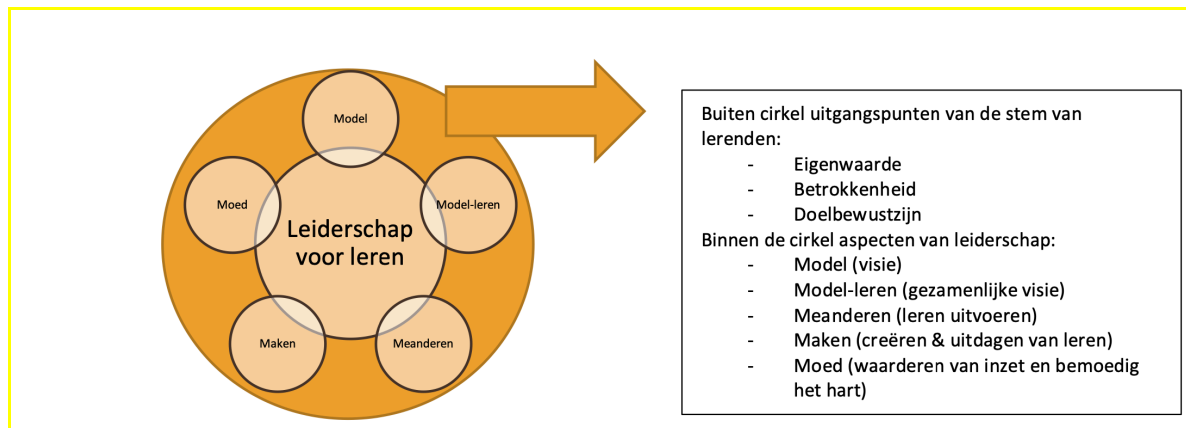 Model
Moed
Model-leren
Leiderschap
voor leren
Maken
Meanderen
Buiten cirkel uitgangspunten van de stem van
lerenden:
- Eigenwaarde
- Betrokkenheid
- Doelbewustzijn
Binnen de cirkel aspecten van leiderschap:
- Model (visie)
- Model-leren (gezamenlijke visie)
- Meanderen (leren uitvoeren)
- Maken (creëren & uitdagen van leren)
- Moed (waarderen van inzet en bemoedig
het hart)